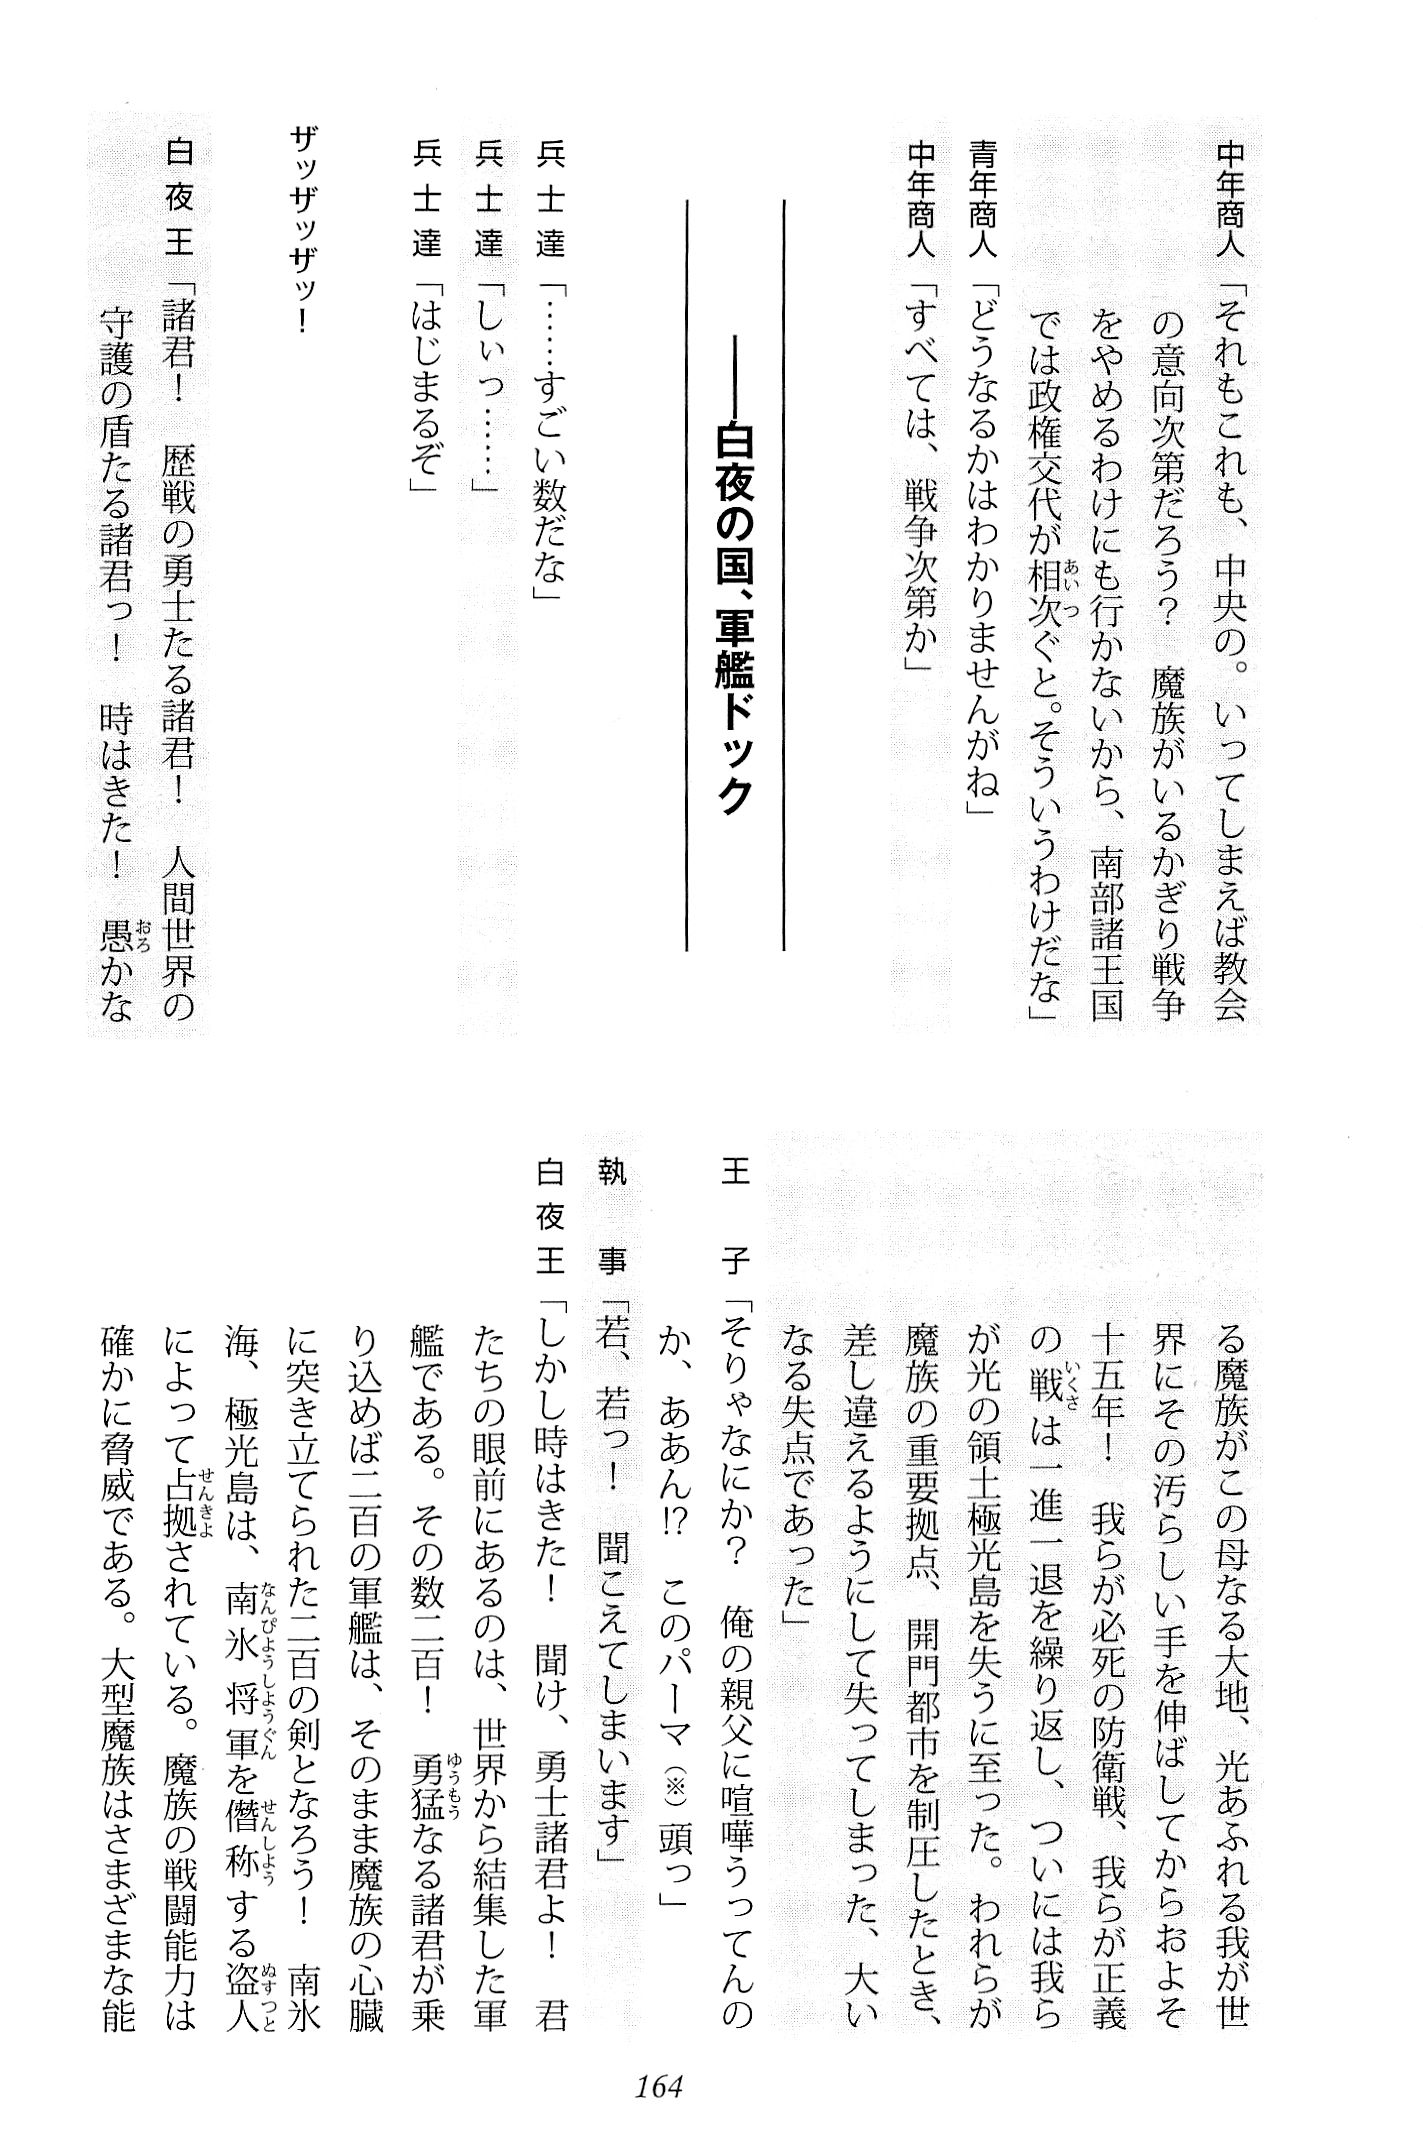 中年商人「それもこれも、中央の。いってしまえば教会
の意向次第だろう？　魔族がいるかぎり戦争
をやめるわけにも行かないから、南部諸王国
では政権交代が相次ぐと。そういうわけだな」
青年商人「どうなるかはわかりませんがね」
中年商人「すべては、戦争次第か」
――白夜の国、軍艦ドック
兵士達「……すごい数だな」
兵士達「しぃっ……」
兵士達「はじまるぞ」
ザッザッザッ！
白夜王「諸君！　歴戦の勇士たる諸君！　人間世界の
守護の盾たる諸君っ！　時はきた！　愚かな
る魔族がこの母なる大地、光あふれる我が世
界にその汚らしい手を伸ばしてからおよそ
十五年！　我らが必死の防衛戦、我らが正義
の戦は一進一退を繰り返し、ついには我ら
が光の領土極光島を失うに至った。われらが
魔族の重要拠点、開門都市を制圧したとき、
差し違えるようにして失ってしまった、大い
なる失点であった」
王子「そりゃなにか？　俺の親父に喧嘩うってんの
か、ああん!?　このパーマ（※）頭っ」
執事「若、若っ！　聞こえてしまいます」
白夜王「しかし時はきた！　聞け、勇士諸君よ！　君
たちの眼前にあるのは、世界から結集した軍
艦である。その数二百！　勇猛なる諸君が乗
り込めば二百の軍艦は、そのまま魔族の心臓
に突き立てられた二百の剣となろう！　南氷
海、極光島は、南氷将軍を僭称する盗人
によって占拠されている。魔族の戦闘能力は
確かに脅威である。大型魔族はさまざまな能
164